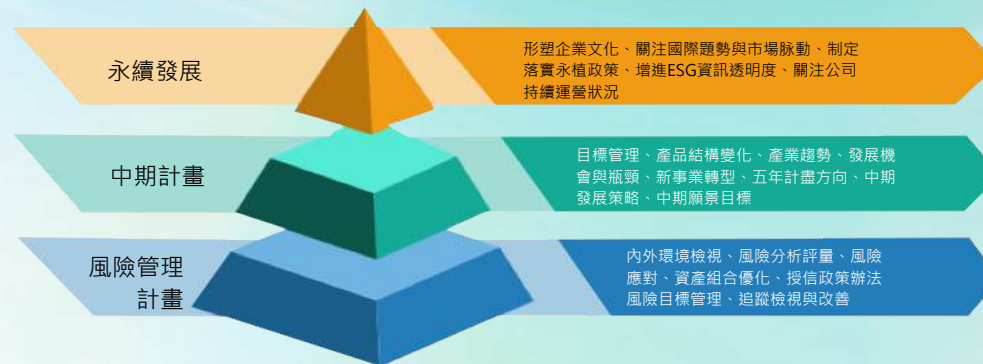 永續發展
形塑企業文化、關注國際題勢與市場脉動、制定
落實永植政策、增進ESG資訊透明度、關注公司
持續運營狀況
中期計畫
目標管理、產品結構變化、產業趨勢、發展機
會與瓶頸、新事業轉型、五年計畫方向、中期
發展策略、中期願景目標
風險管理
計畫
內外環境檢視、風險分析評量、風險
應對、資產組合優化、授信政策辦法
風險目標管理、追蹤檢視與改善